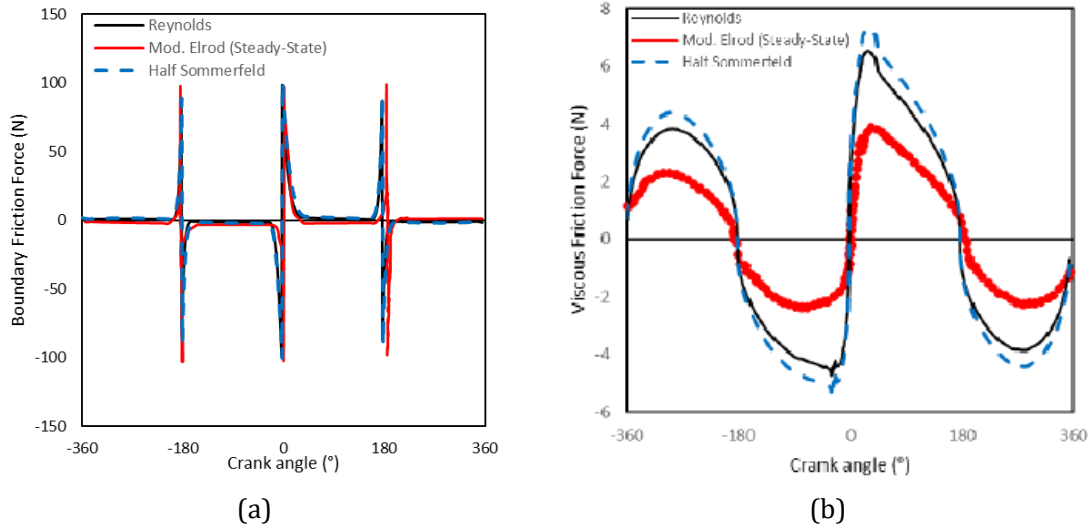 150
100
50
0
-50
-100
-150
Boundary Friction Force (N)
Reynolds
Mod. Elrod (Steady-State)
Half Sommerfeld
-360
-180
0
180
360
Crank angle (°)
(a)
8
6
4
2
0
-2
-4
-6
Viscous Friction Force (N)
Reynolds
Mod. Elrod (Steady-State)
Half Sommerfeld
-360
-180
0
180
360
Cramk angle (°)
(b)